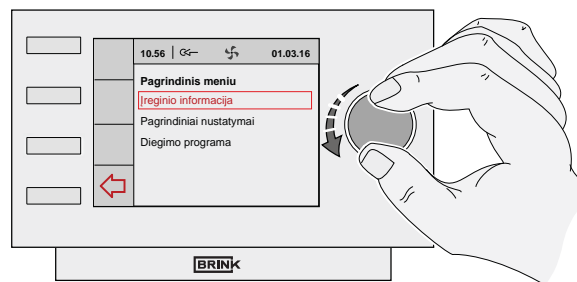 10.56 01.03.16
Pagrindinis meniu
Įreginio informacija
Pagrindiniai nustatymai
Diegimo programa
BRINK